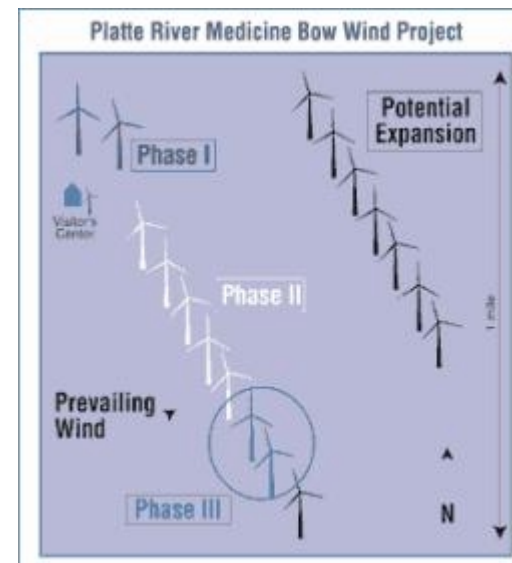 Platte River Medicine Bow Wind Project
Potential
Expansion
Phase I
Visitor's
Center
Phase II
1 mile
Prevailing
Wind
Phase III
N